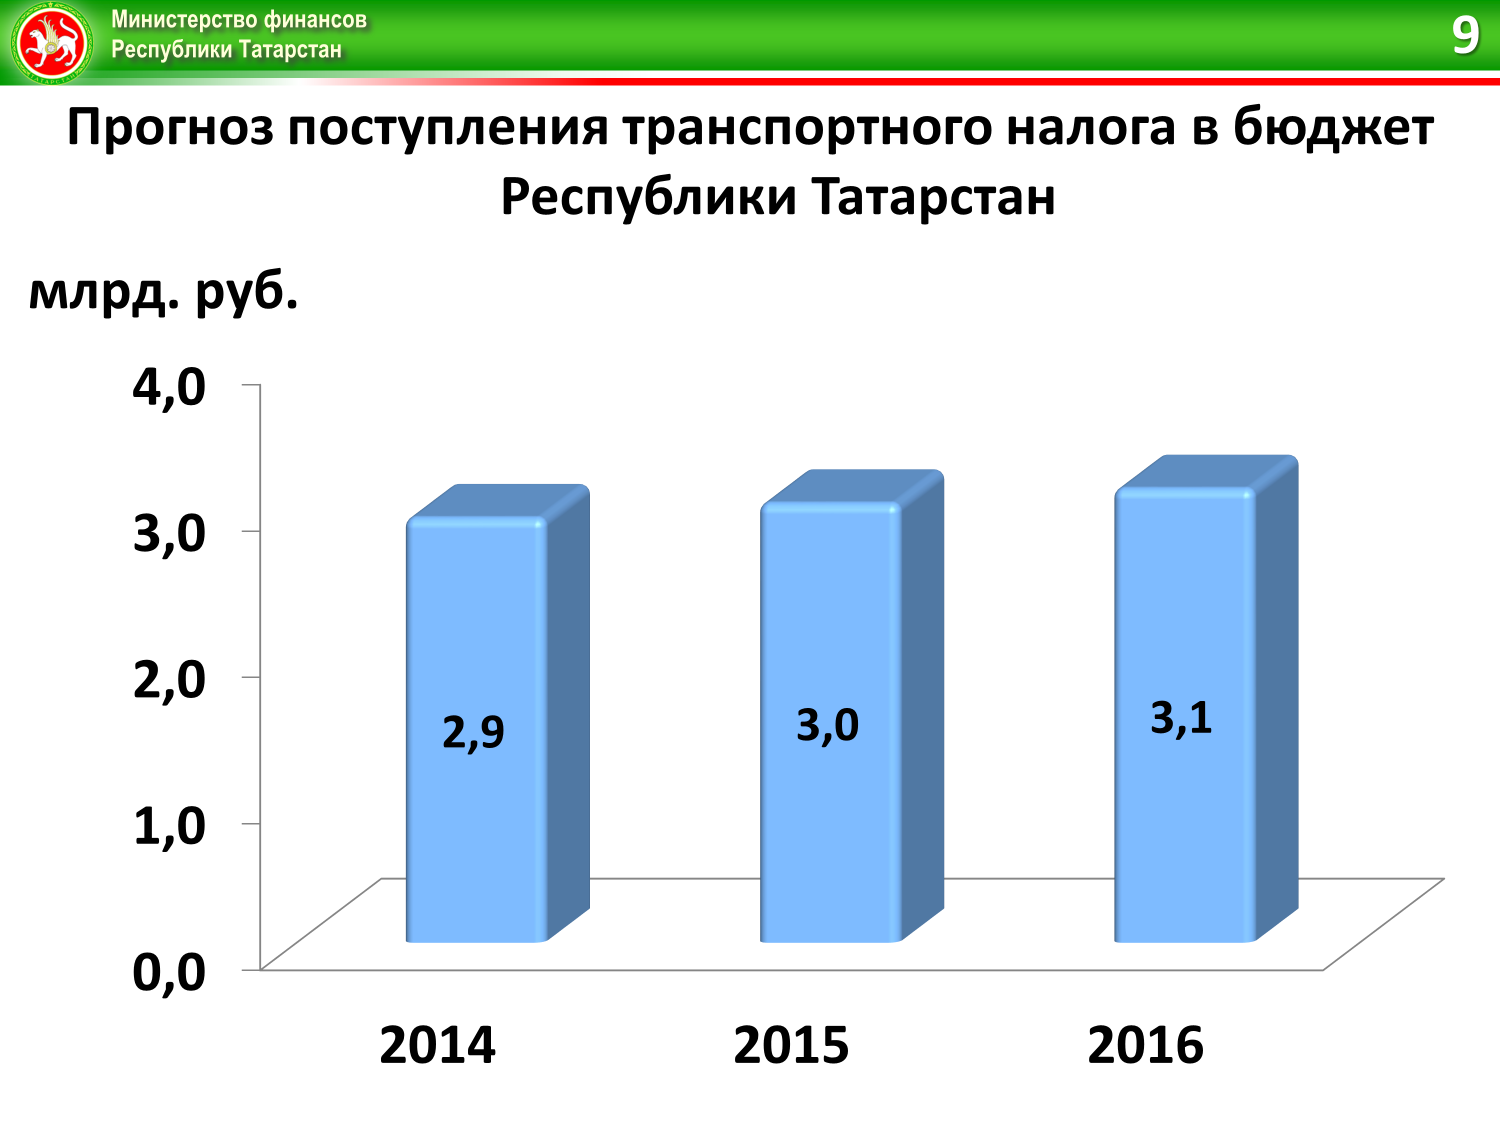 Министерство финансов
Республики Татарстан
9
Прогноз поступления транспортного налога в бюджет
Республики Татарстан
млрд. руб.
4,0
3,0
2,0
1,0
0,0
2,9
3,0
3,1
2014
2015
2016